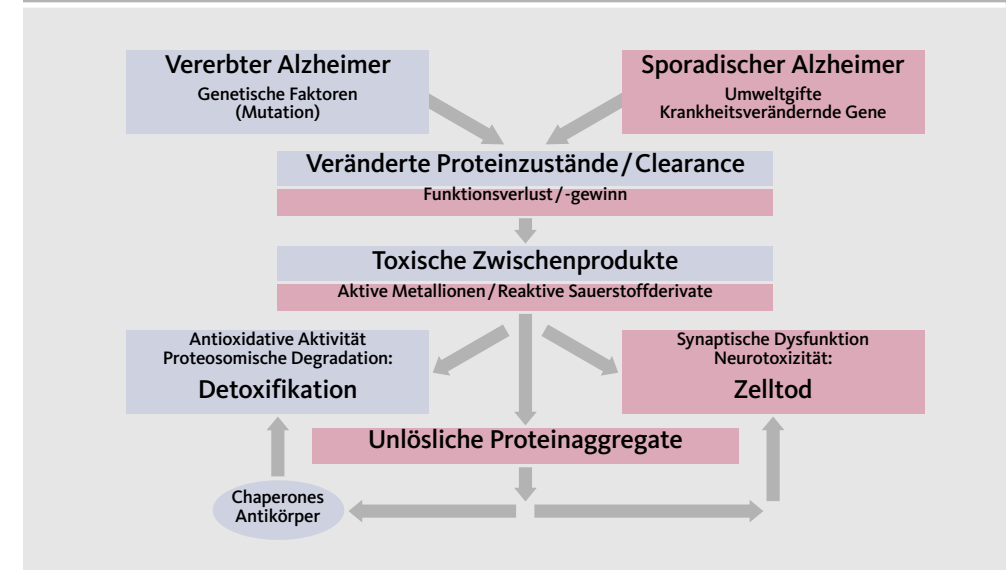 Vererbter Alzheimer
Genetische Faktoren
(Mutation)
Sporadischer Alzheimer
Umweltgifte
Krankheitsverändernde Gene
Veränderte Proteinzustände / Clearance
Funktionsverlust / -gewinn
Toxische Zwischenprodukte
Aktive Metallionen / Reaktive Sauerstoffderivate
Antioxidative Aktivität
Proteosomische Degradation:
Detoxifikation
Synaptische Dysfunktion
Neurotoxizität:
Zelltod
Unlösliche Proteinaggregate
Chaperones
Antikörper